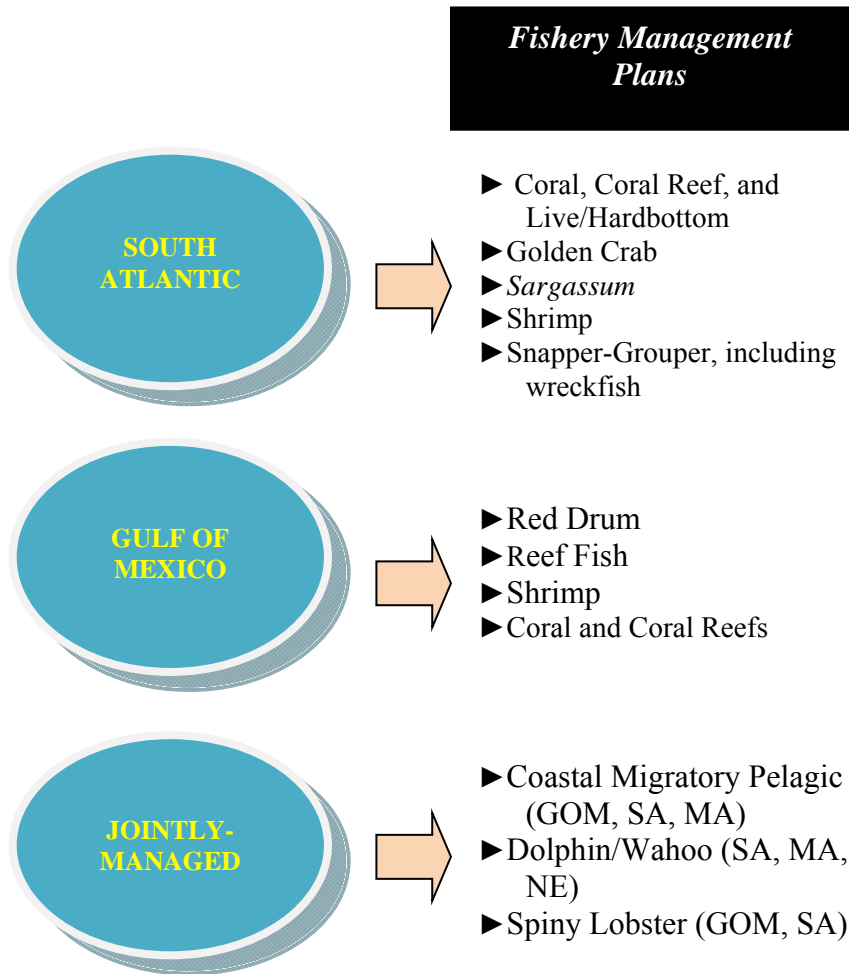 Fishery Management
Plans
SOUTH
ATLANTIC
► Coral, Coral Reef, and
Live/Hardbottom
►Golden Crab
►Sargassum
►Shrimp
►Snapper-Grouper, including
wreckfish
GULF OF
MEXICO
►Red Drum
►Reef Fish
►Shrimp
►Coral and Coral Reefs
JOINTLY-
MANAGED
►Coastal Migratory Pelagic
(GOM, SA, MA)
►Dolphin/Wahoo (SA, MA,
NE)
►Spiny Lobster (GOM, SA)